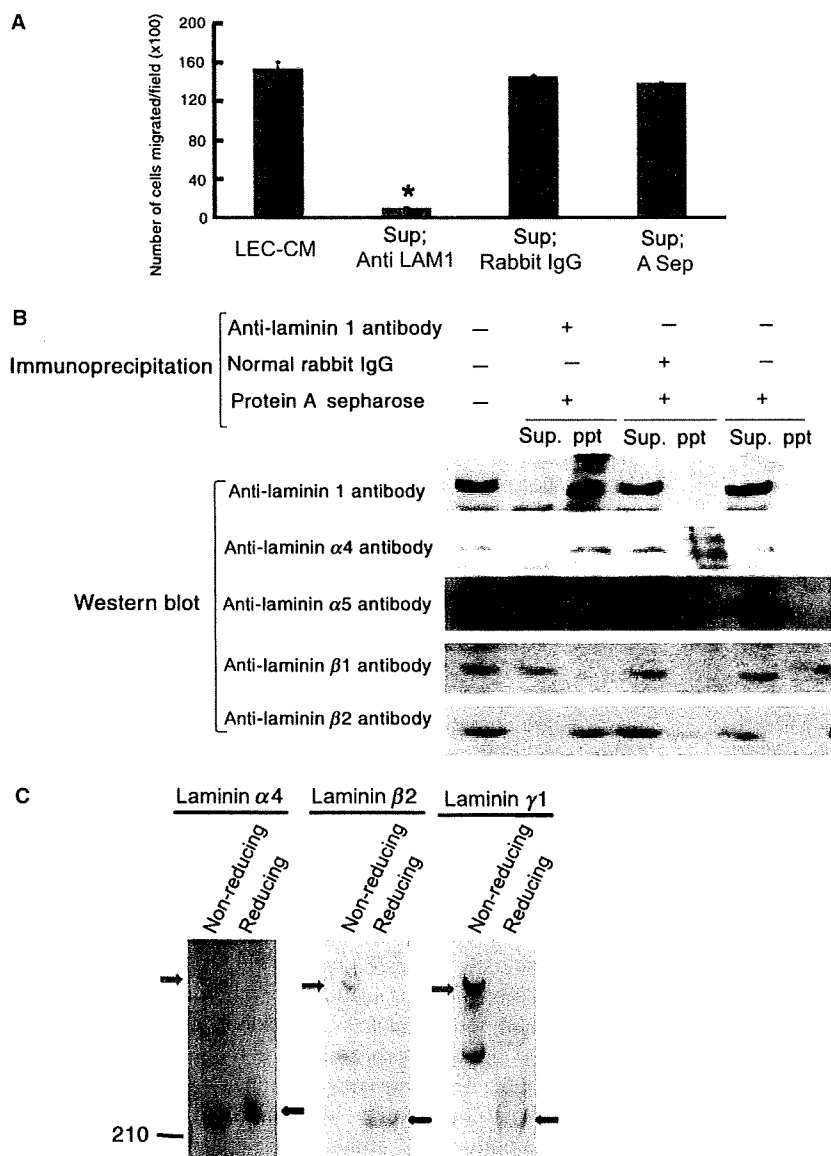 A
Number of cells migrated/field (x100)
200
160
120
80
40
0
*
LEC-CM
Sup;
Anti LAM1
Sup;
Rabbit IgG
Sup;
A Sep
B
Immunoprecipitation
Anti-laminin 1 antibody − + − −
Normal rabbit IgG − − + −
Protein A sepharose − + + +
Sup. ppt Sup. ppt Sup. ppt
Western blot
Anti-laminin 1 antibody
Anti-laminin α4 antibody
Anti-laminin α5 antibody
Anti-laminin β1 antibody
Anti-laminin β2 antibody
C
Laminin α4 Laminin β2 Laminin γ1
Non-reducing Reducing Non-reducing Reducing Non-reducing Reducing
210